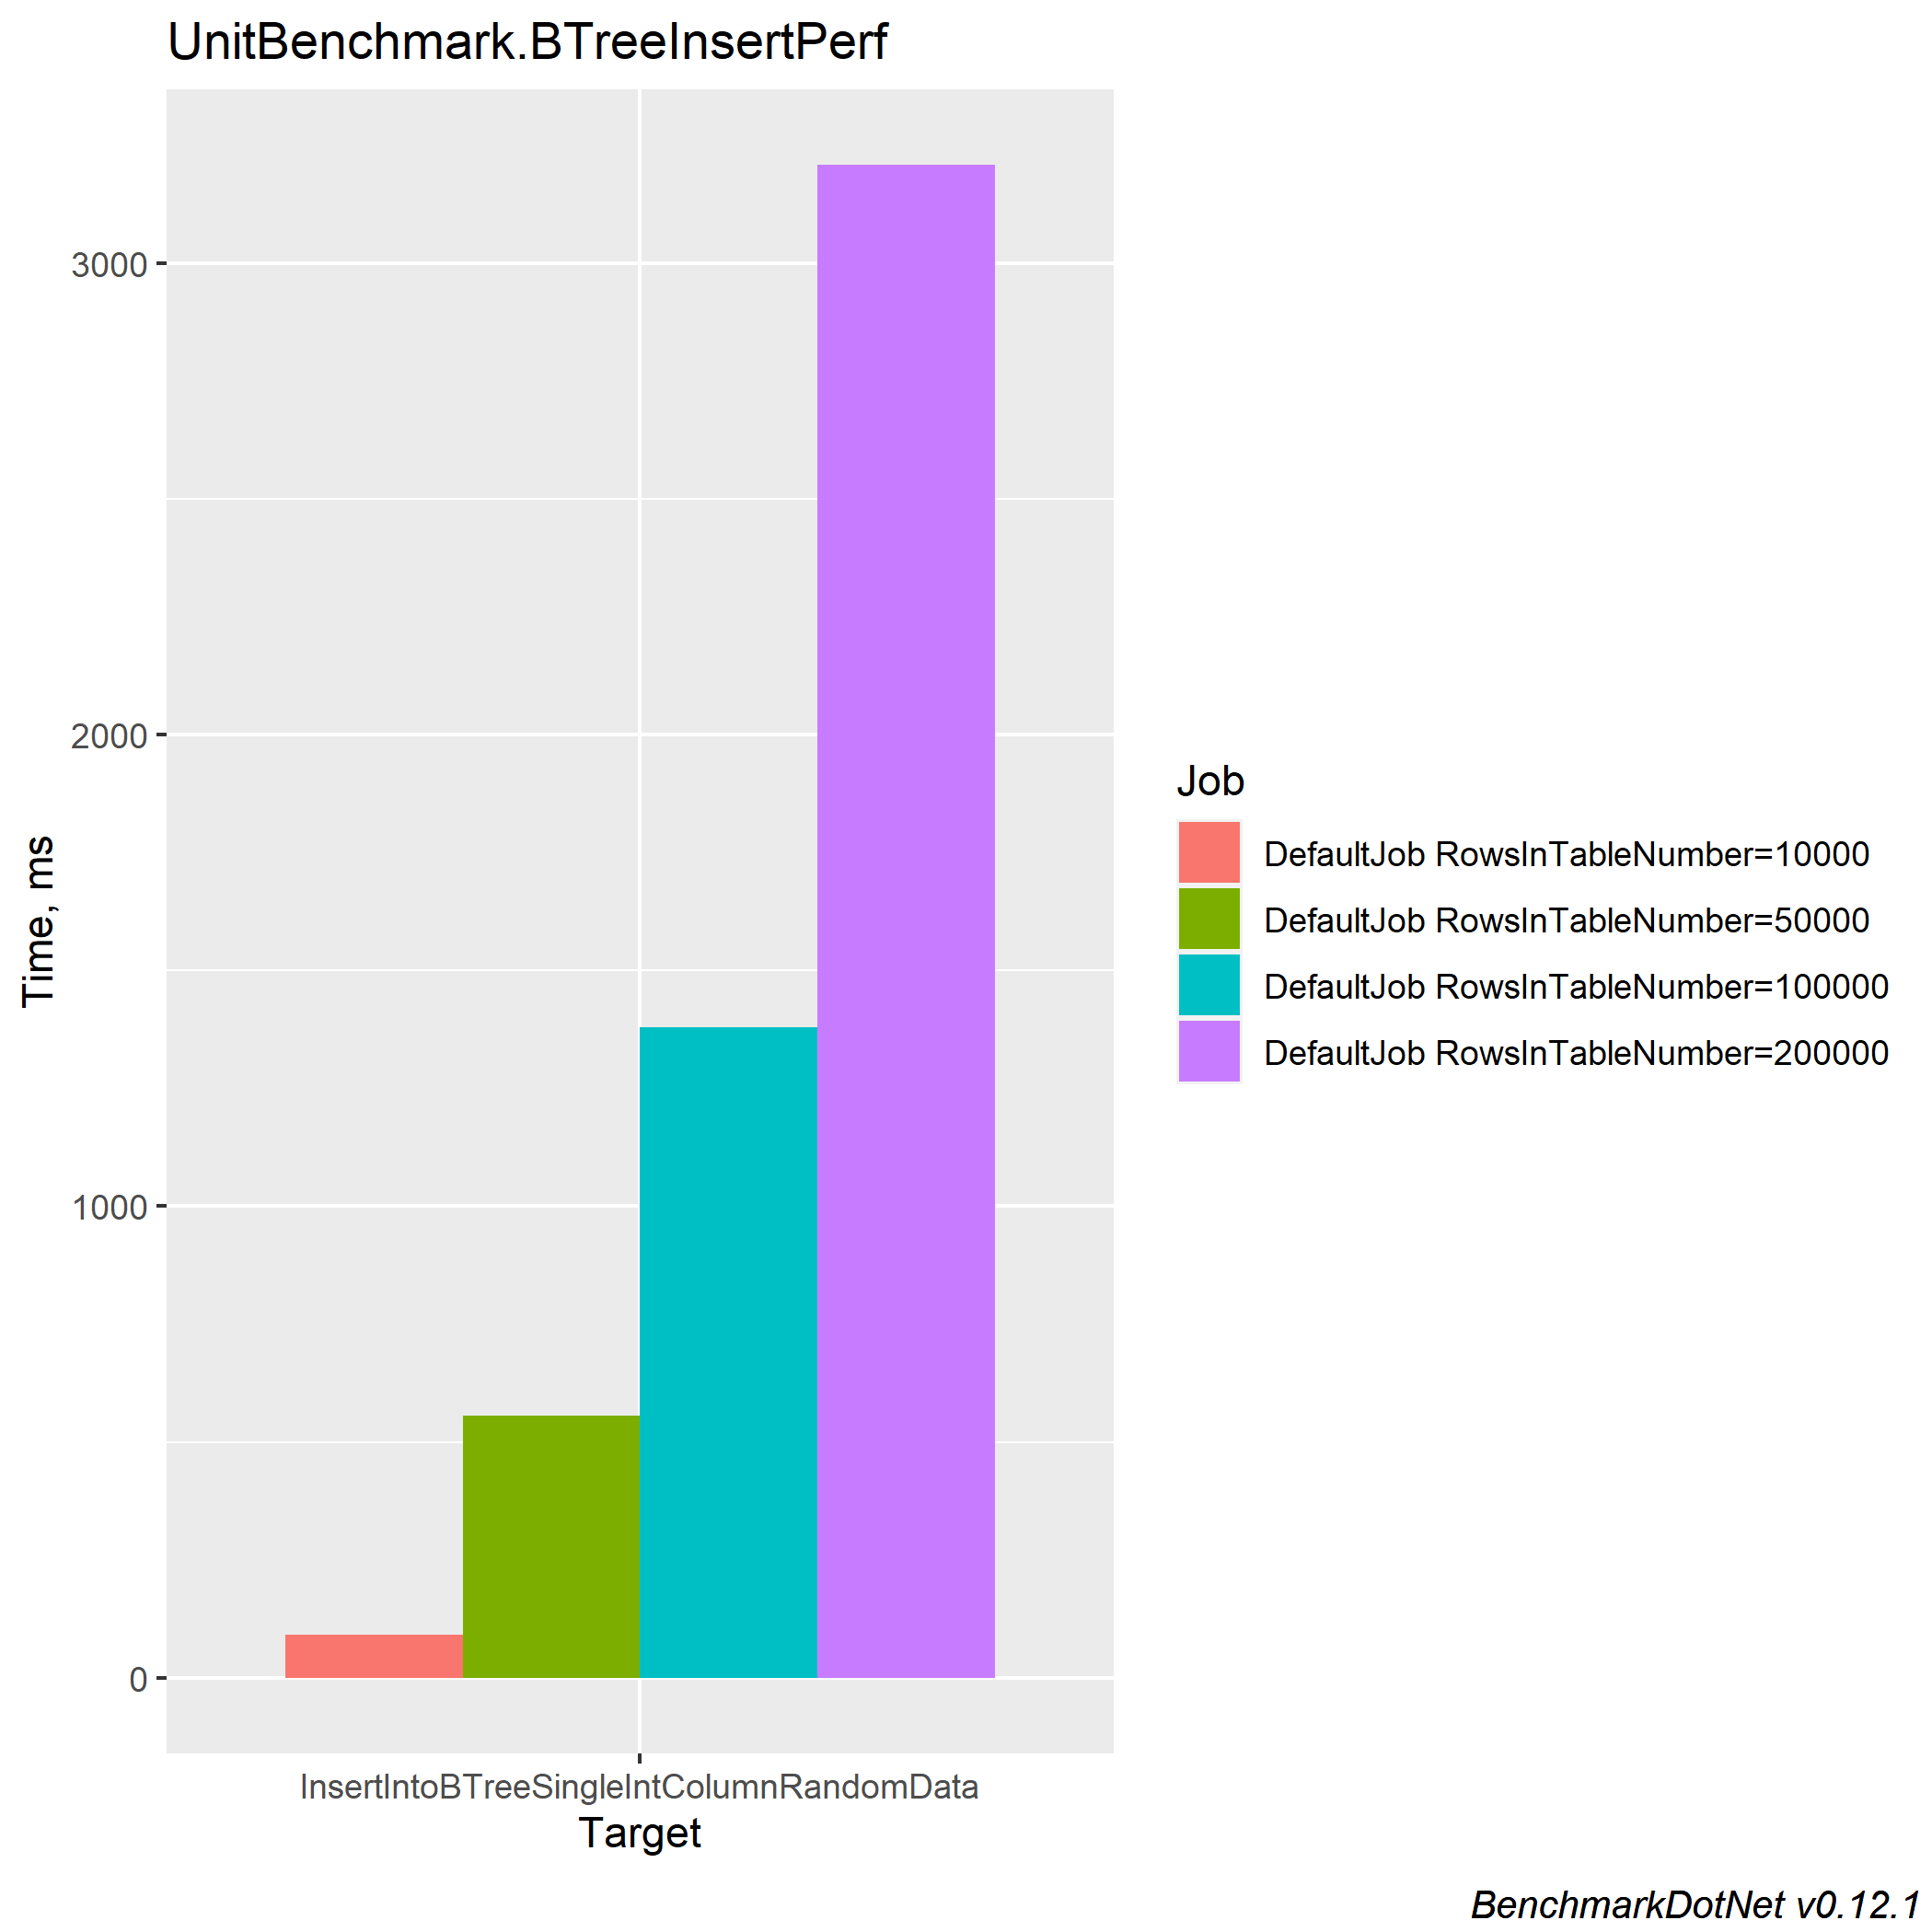 UnitBenchmark.BTreeInsertPerf
3000
2000
1000
0
Time, ms
InsertIntoBTreeSingleIntColumnRandomData
Target
Job
DefaultJob RowsInTableNumber=10000
DefaultJob RowsInTableNumber=50000
DefaultJob RowsInTableNumber=100000
DefaultJob RowsInTableNumber=200000
BenchmarkDotNet v0.12.1